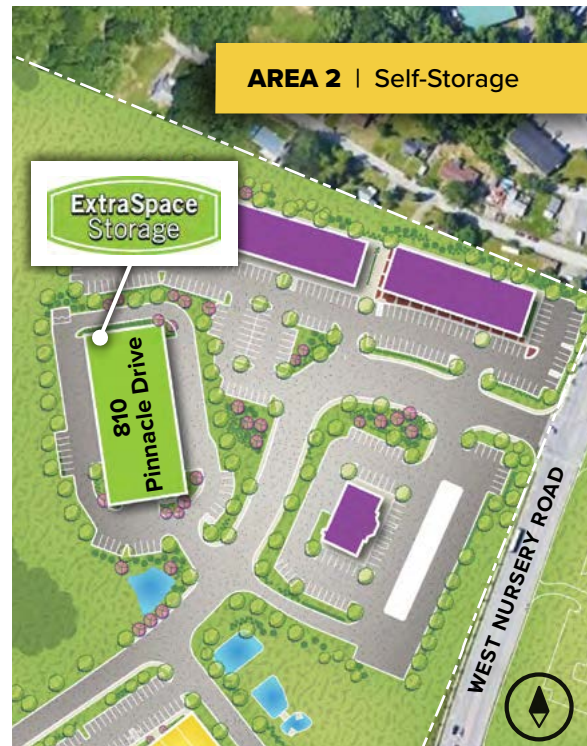 AREA 2 | Self-Storage
ExtraSpace
Storage
810
Pinnacle Drive
WEST NURSERY ROAD